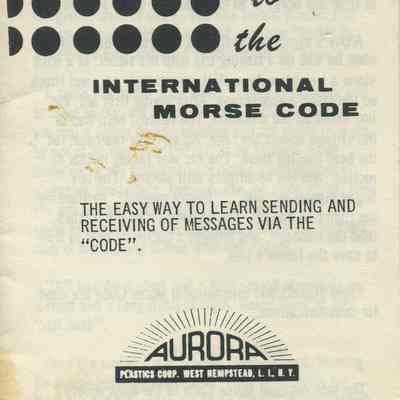 to
the
INTERNATIONAL
MORSE CODE
THE EASY WAY TO LEARN SENDING AND
RECEIVING OF MESSAGES VIA THE
"CODE".
AURORA
PLASTICS CORP. WEST HEMPSTEAD, L. I., N. Y.